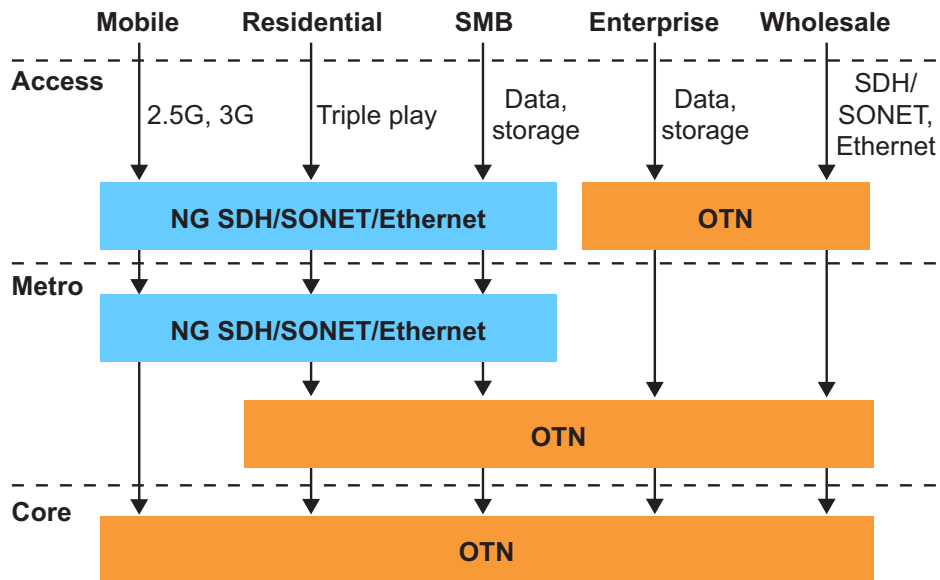 Mobile Residential SMB Enterprise Wholesale
Access
2.5G, 3G
Triple play
Data,
storage
Data,
storage
SDH/
SONET,
Ethernet
NG SDH/SONET/Ethernet
OTN
Metro
NG SDH/SONET/Ethernet
OTN
Core
OTN